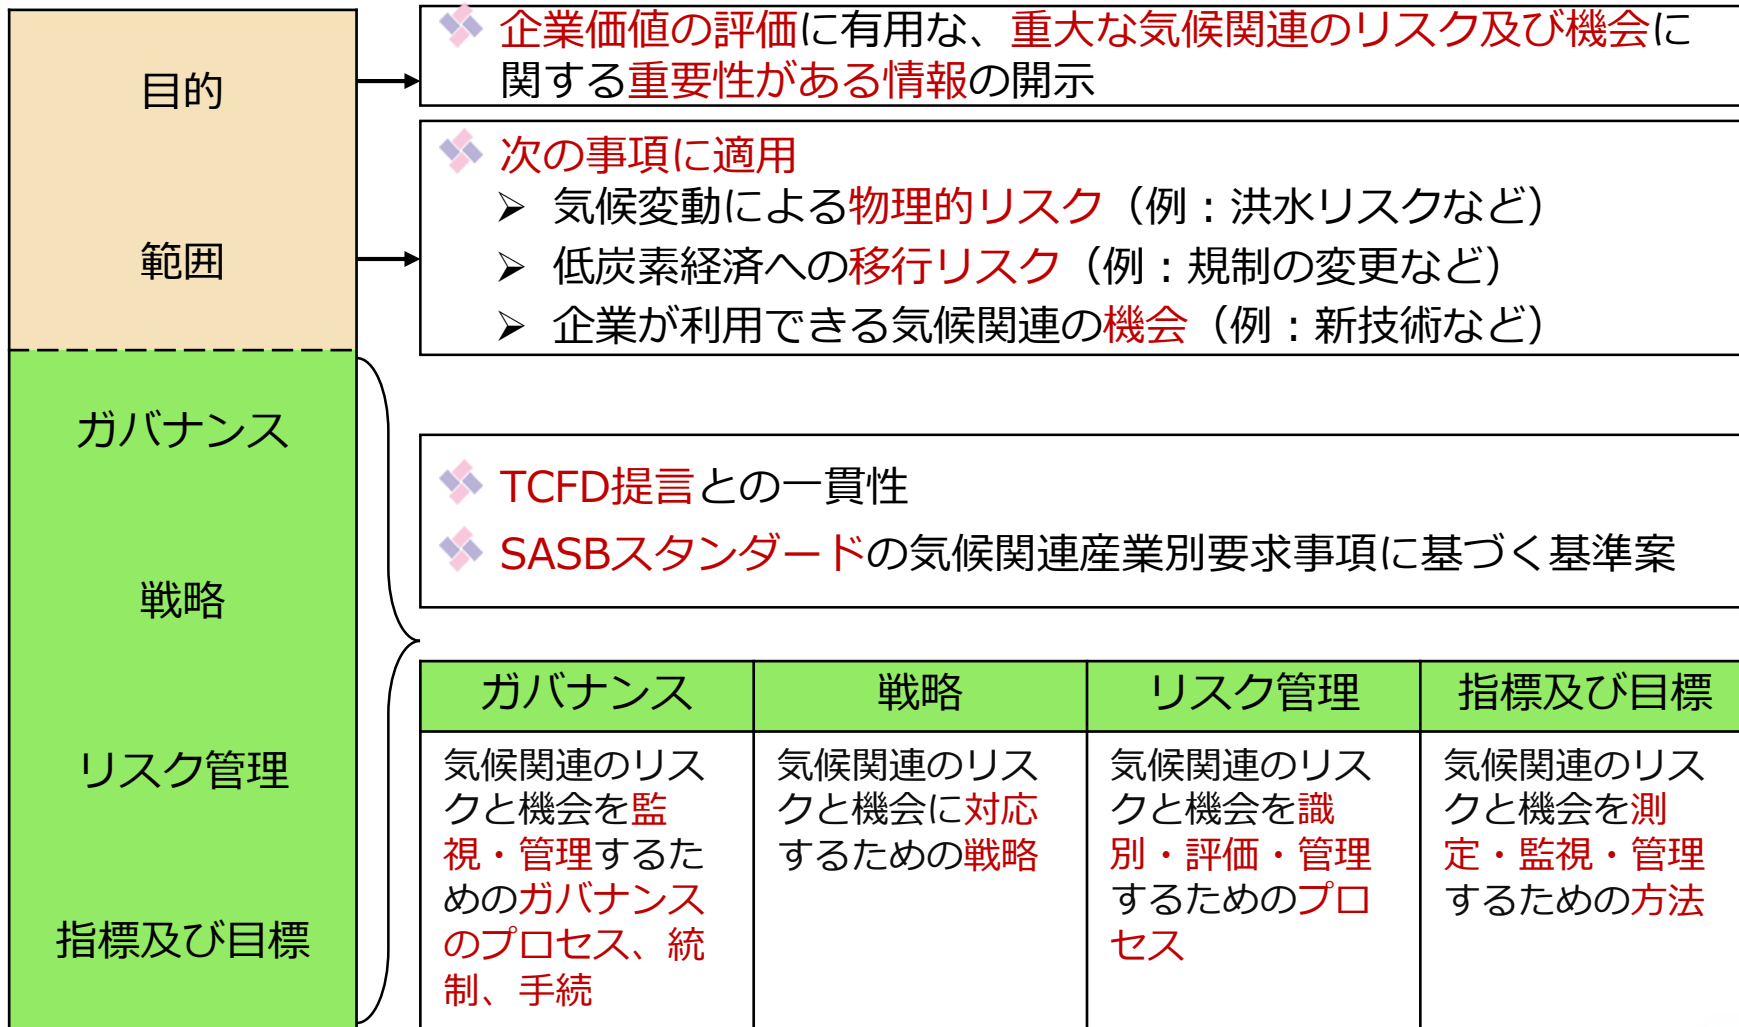 目的
企業価値の評価に有用な、重大な気候関連のリスク及び機会に
関する重要性がある情報の開示
範囲
次の事項に適用
➢ 気候変動による物理的リスク（例：洪水リスクなど）
➢ 低炭素経済への移行リスク（例：規制の変更など）
➢ 企業が利用できる気候関連の機会（例：新技術など）
ガバナンス
戦略
リスク管理
指標及び目標
TCFD提言との一貫性
SASBスタンダードの気候関連産業別要求事項に基づく基準案
ガバナンス
気候関連のリス
クと機会を監
視・管理するた
めのガバナンス
のプロセス、統
制、手続
戦略
気候関連のリス
クと機会に対応
するための戦略
リスク管理
気候関連のリス
クと機会を識
別・評価・管理
するためのプロ
セス
指標及び目標
気候関連のリス
クと機会を測
定・監視・管理
するための方法